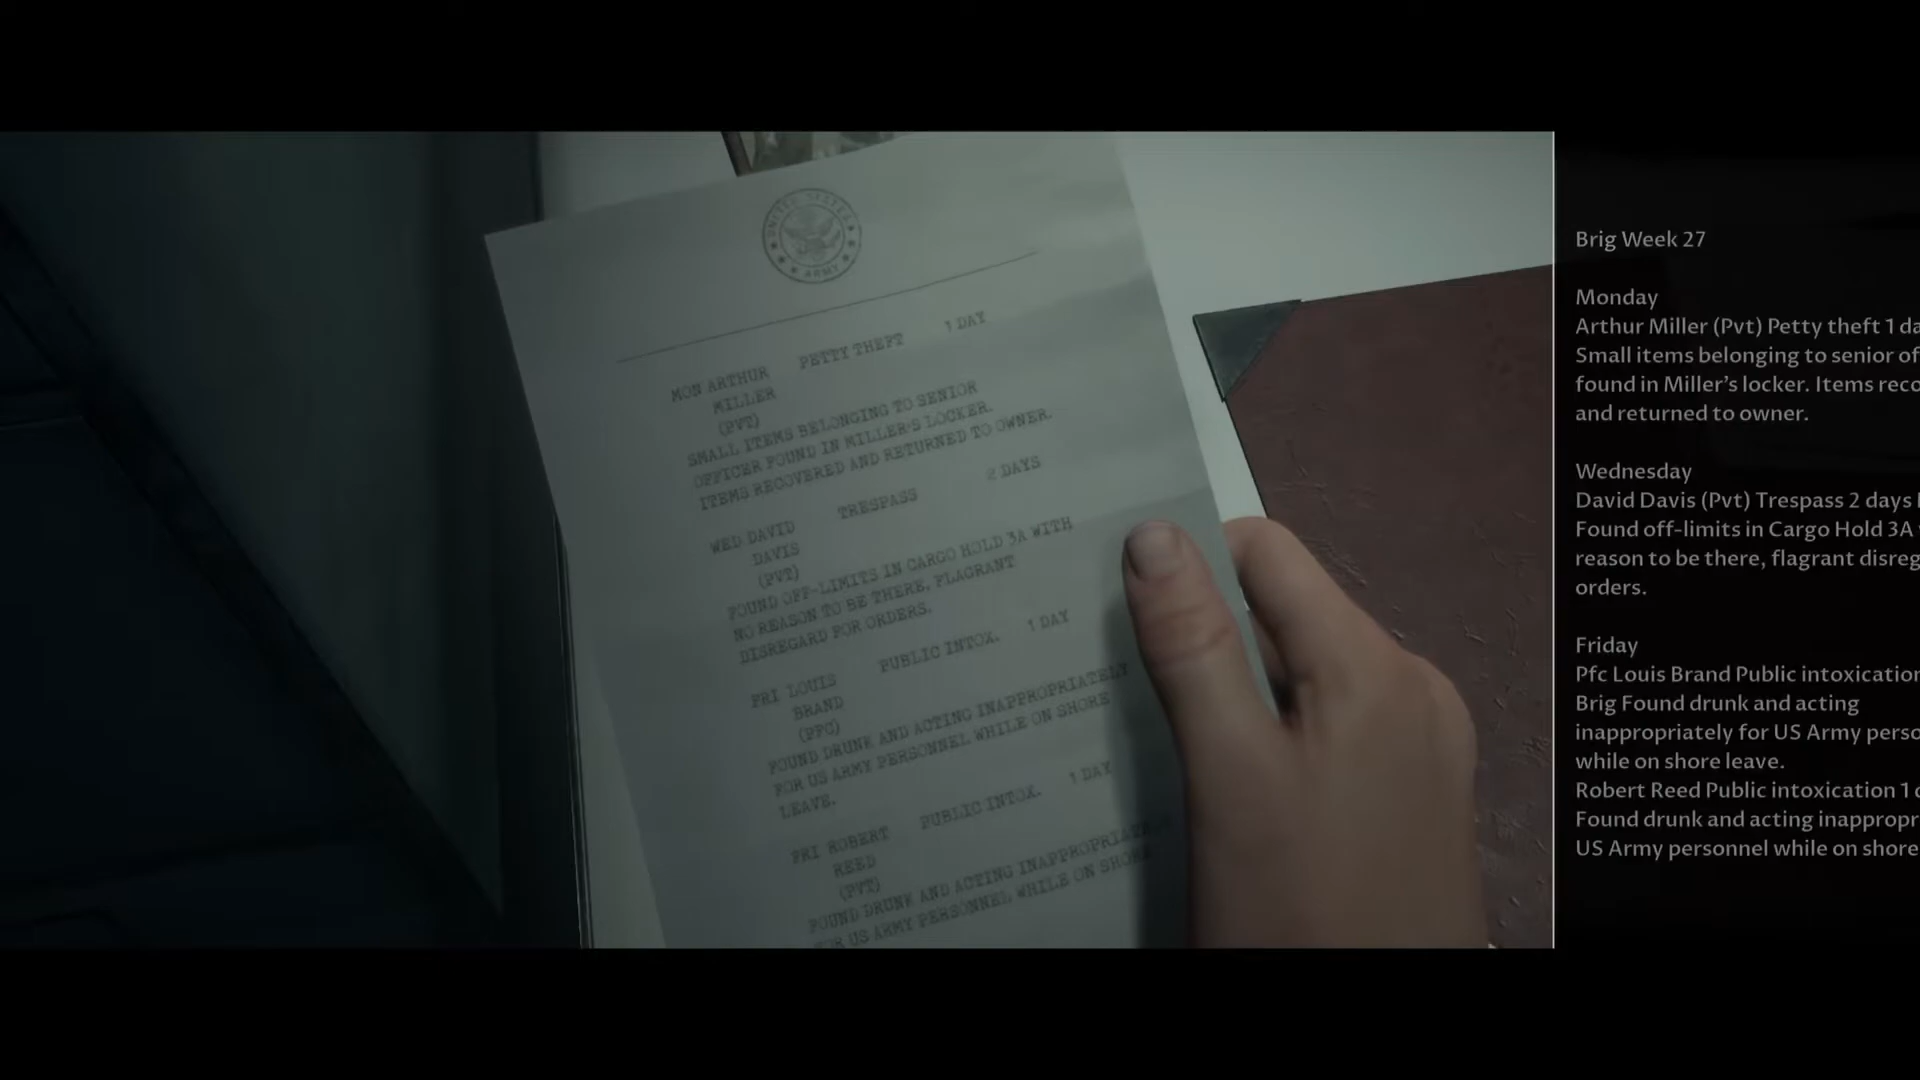 UNITED STATES
ARMY
MON ARTHUR MILLER (PVT) PETTY THEFT 1 DAY
SMALL ITEMS BELONGING TO SENIOR
OFFICER FOUND IN MILLER'S LOCKER.
ITEMS RECOVERED AND RETURNED TO OWNER.
WED DAVID DAVIS (PVT) TRESPASS 2 DAYS
FOUND OFF-LIMITS IN CARGO HOLD 3A WITH
NO REASON TO BE THERE, FLAGRANT
DISREGARD FOR ORDERS.
FRI LOUIS BRAND (PFC) PUBLIC INTOX. 1 DAY
FOUND DRUNK AND ACTING INAPPROPRIATELY
FOR US ARMY PERSONNEL WHILE ON SHORE
LEAVE.
FRI ROBERT REED (PVT) PUBLIC INTOX. 1 DAY
FOUND DRUNK AND ACTING INAPPROPRIATE
FOR US ARMY PERSONNEL WHILE ON SHORE
Brig Week 27
Monday
Arthur Miller (Pvt) Petty theft 1 da
Small items belonging to senior of
found in Miller’s locker. Items reco
and returned to owner.
Wednesday
David Davis (Pvt) Trespass 2 days
Found off-limits in Cargo Hold 3A
reason to be there, flagrant disreg
orders.
Friday
Pfc Louis Brand Public intoxication
Brig Found drunk and acting
inappropriately for US Army perso
while on shore leave.
Robert Reed Public intoxication 1
Found drunk and acting inappropr
US Army personnel while on shore